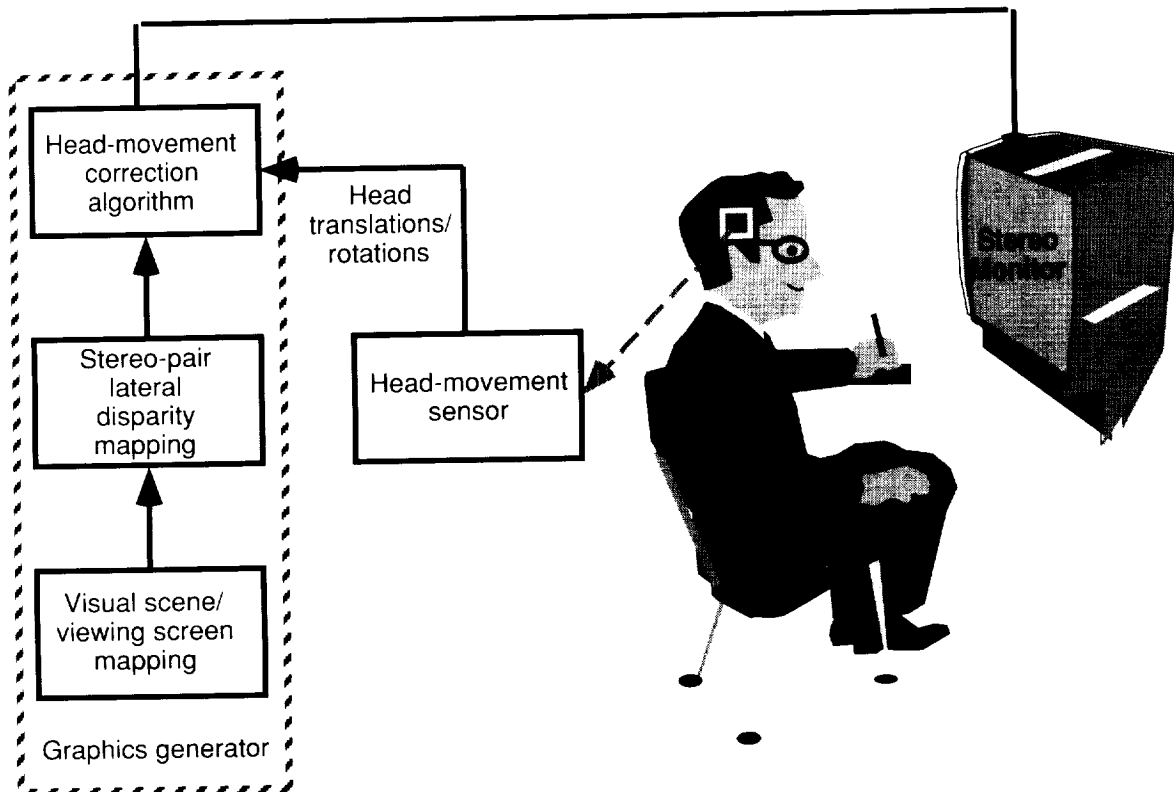 Head-movement
correction
algorithm
Head
translations/
rotations
Stereo
Monitor
Stereo-pair
lateral
disparity
mapping
Head-movement
sensor
Visual scene/
viewing screen
mapping
Graphics generator